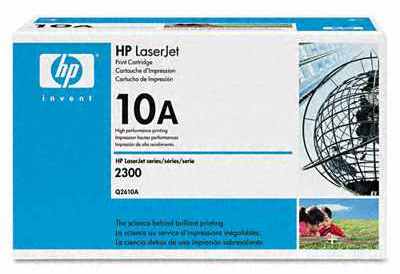 hp
invent
HP LaserJet
Print Cartridge
Cartouche d'impression
Cartucho de impresión
10A
High performance printing
Impression hautes performances
Impresión de alto rendimiento
HP LaserJet series/séries/serie
2300
Q2610A
The science behind brilliant printing.
La science au service d'impressions inégalables.
La ciencia detrás de una impresión sobresaliente.